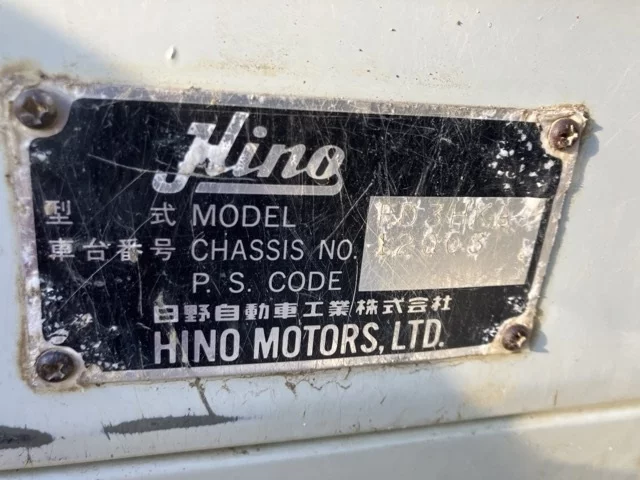 Hino
型 式 MODEL
車台番号 CHASSIS NO.
P. S. CODE
日野自動車工業株式会社
HINO MOTORS, LTD.